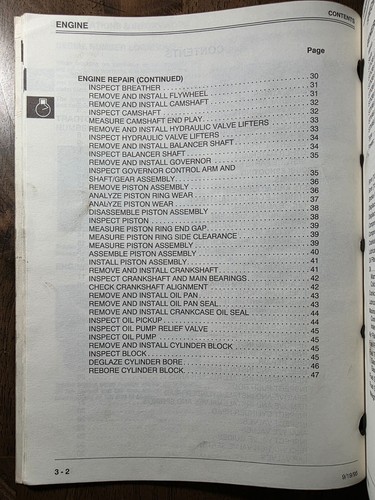 ENGINE
CONTENTS
Page
ENGINE REPAIR (CONTINUED)
INSPECT BREATHER . . . . . 30
REMOVE AND INSTALL FLYWHEEL . . . . . 31
REMOVE AND INSTALL CAMSHAFT . . . . . 31
INSPECT CAMSHAFT . . . . . 32
MEASURE CAMSHAFT END PLAY . . . . . 32
REMOVE AND INSTALL HYDRAULIC VALVE LIFTERS . . . . . 33
INSPECT HYDRAULIC VALVE LIFTERS . . . . . 33
REMOVE AND INSTALL BALANCER SHAFT . . . . . 34
INSPECT BALANCER SHAFT . . . . . 34
REMOVE AND INSTALL GOVERNOR . . . . . 35
INSPECT GOVERNOR CONTROL ARM AND
SHAFT/GEAR ASSEMBLY . . . . . 35
REMOVE PISTON ASSEMBLY . . . . . 36
ANALYZE PISTON RING WEAR . . . . . 36
ANALYZE PISTON WEAR . . . . . 37
DISASSEMBLE PISTON ASSEMBLY . . . . . 38
INSPECT PISTON . . . . . 38
MEASURE PISTON RING END GAP . . . . . 39
MEASURE PISTON RING SIDE CLEARANCE . . . . . 39
MEASURE PISTON ASSEMBLY . . . . . 39
ASSEMBLE PISTON ASSEMBLY . . . . . 40
INSTALL PISTON ASSEMBLY . . . . . 41
REMOVE AND INSTALL CRANKSHAFT . . . . . 41
INSPECT CRANKSHAFT AND MAIN BEARINGS . . . . . 42
CHECK CRANKSHAFT ALIGNMENT . . . . . 42
REMOVE AND INSTALL OIL PAN . . . . . 43
REMOVE AND INSTALL OIL PAN SEAL . . . . . 43
REMOVE AND INSTALL CRANKCASE OIL SEAL . . . . . 44
INSPECT OIL PICKUP . . . . . 44
INSPECT OIL PUMP RELIEF VALVE . . . . . 45
INSPECT OIL PUMP . . . . . 45
REMOVE AND INSTALL CYLINDER BLOCK . . . . . 45
INSPECT BLOCK . . . . . 45
DEGLAZE CYLINDER BORE . . . . . 46
REBORE CYLINDER BLOCK . . . . . 47
3 - 2